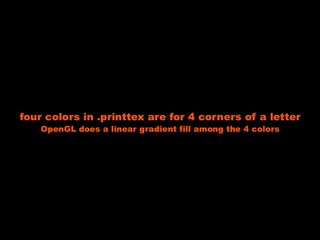 four colors in .printtex are for 4 corners of a letter
OpenGL does a linear gradient fill among the 4 colors